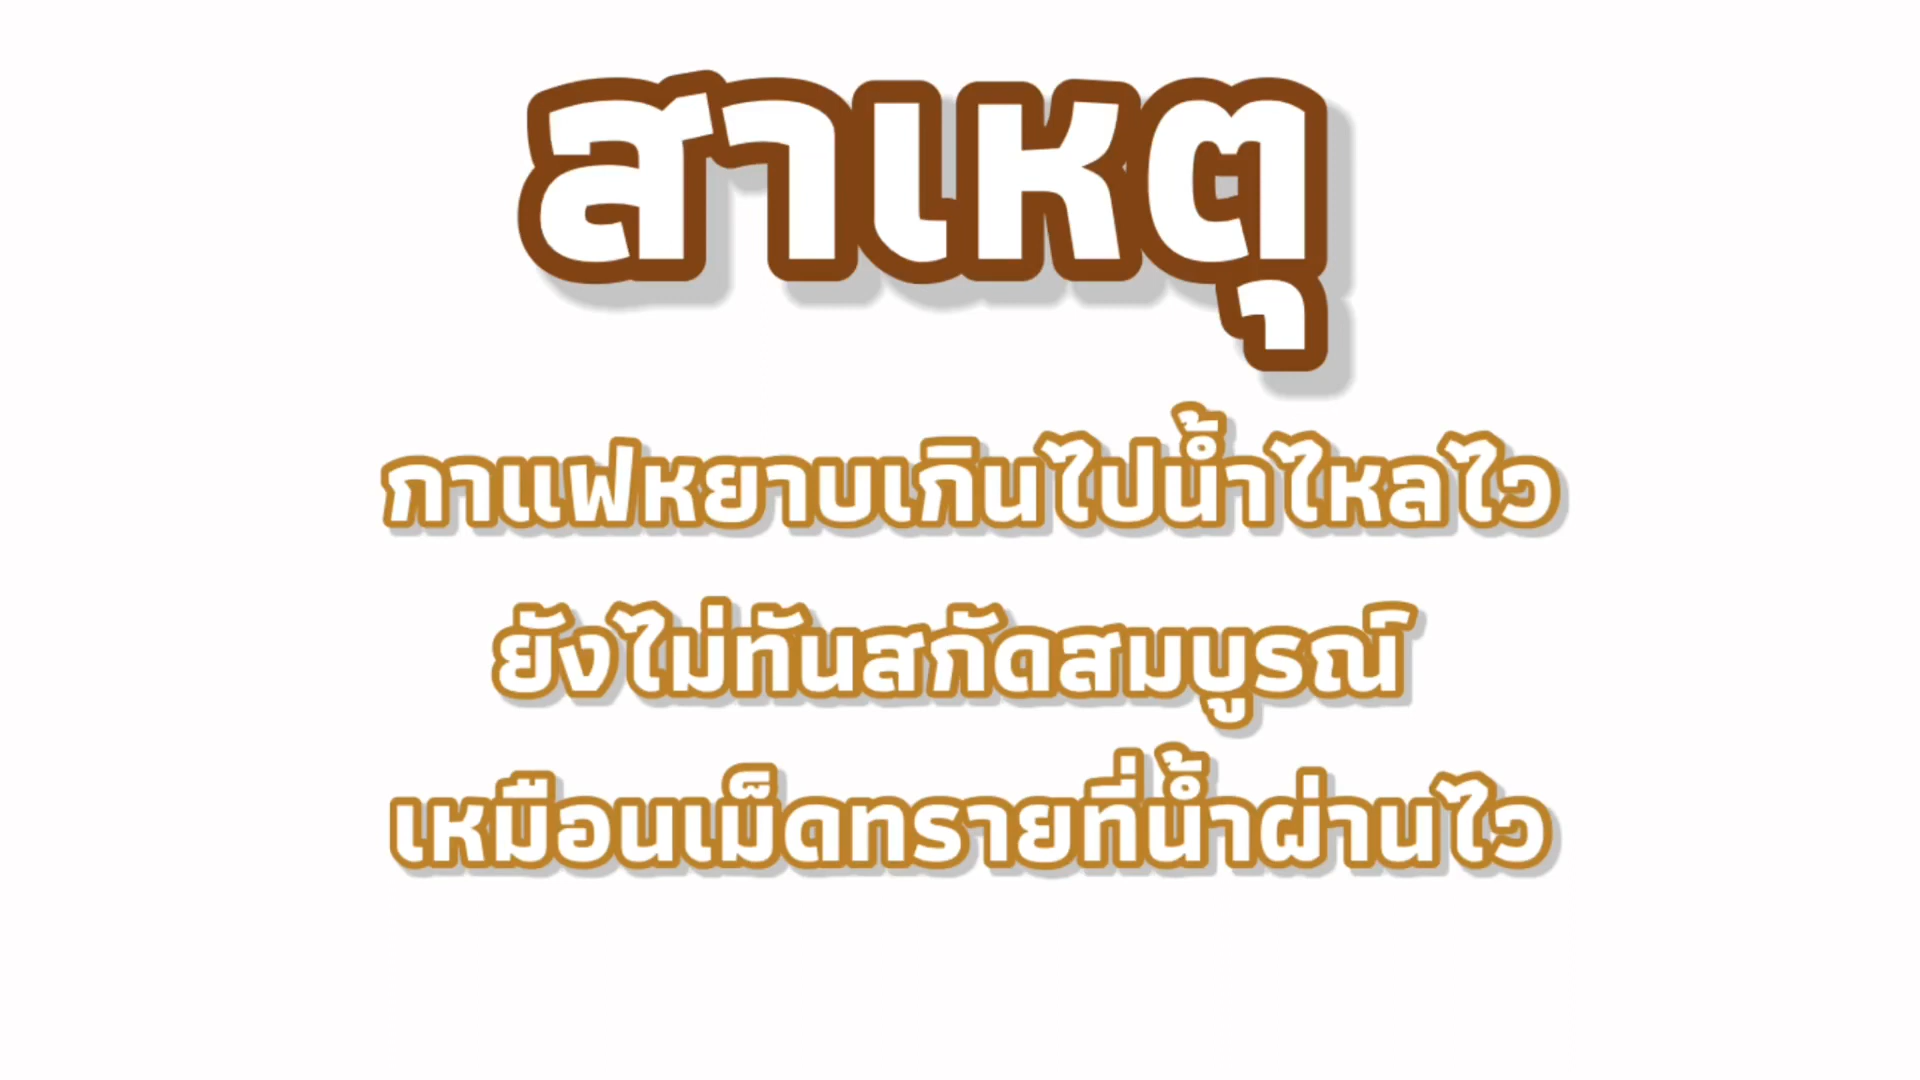 สาเหตุ
กาแฟหยาบเกินไปน้ำไหลไว
ยังไม่ทันสกัดสมบูรณ์
เหมือนเม็ดทรายที่น้ำผ่านไว